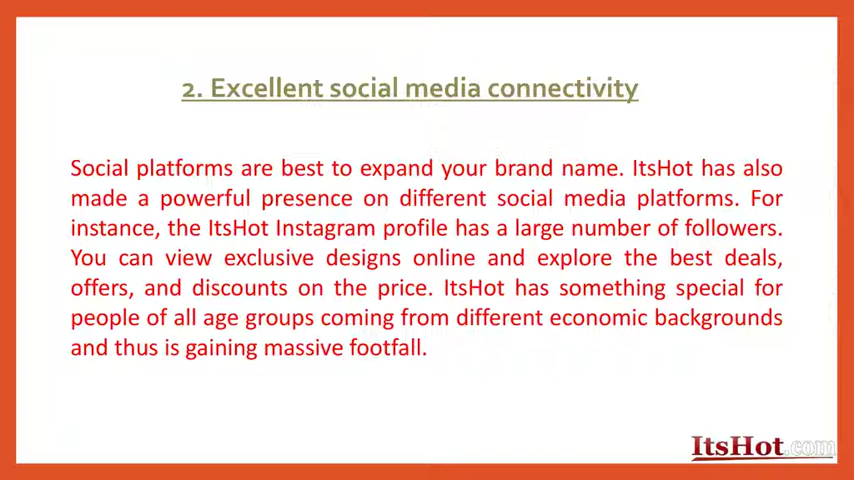 2. Excellent social media connectivity
Social platforms are best to expand your brand name. ItsHot has also
made a powerful presence on different social media platforms. For
instance, the ItsHot Instagram profile has a large number of followers.
You can view exclusive designs online and explore the best deals,
offers, and discounts on the price. ItsHot has something special for
people of all age groups coming from different economic backgrounds
and thus is gaining massive footfall.
ItsHot.com